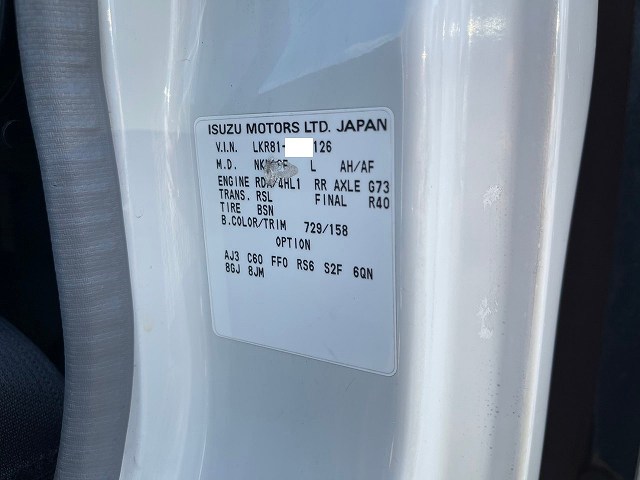 ISUZU MOTORS LTD. JAPAN
V.I.N. LKR81- 126
M.D. L AH/AF
ENGINE /4HL1 RR AXLE G73
TRANS. RSL FINAL R40
TIRE BSN
B.COLOR/TRIM 729/158
OPTION
AJ3 C60 FF0 RS6 S2F 6QN
8GJ 8JM